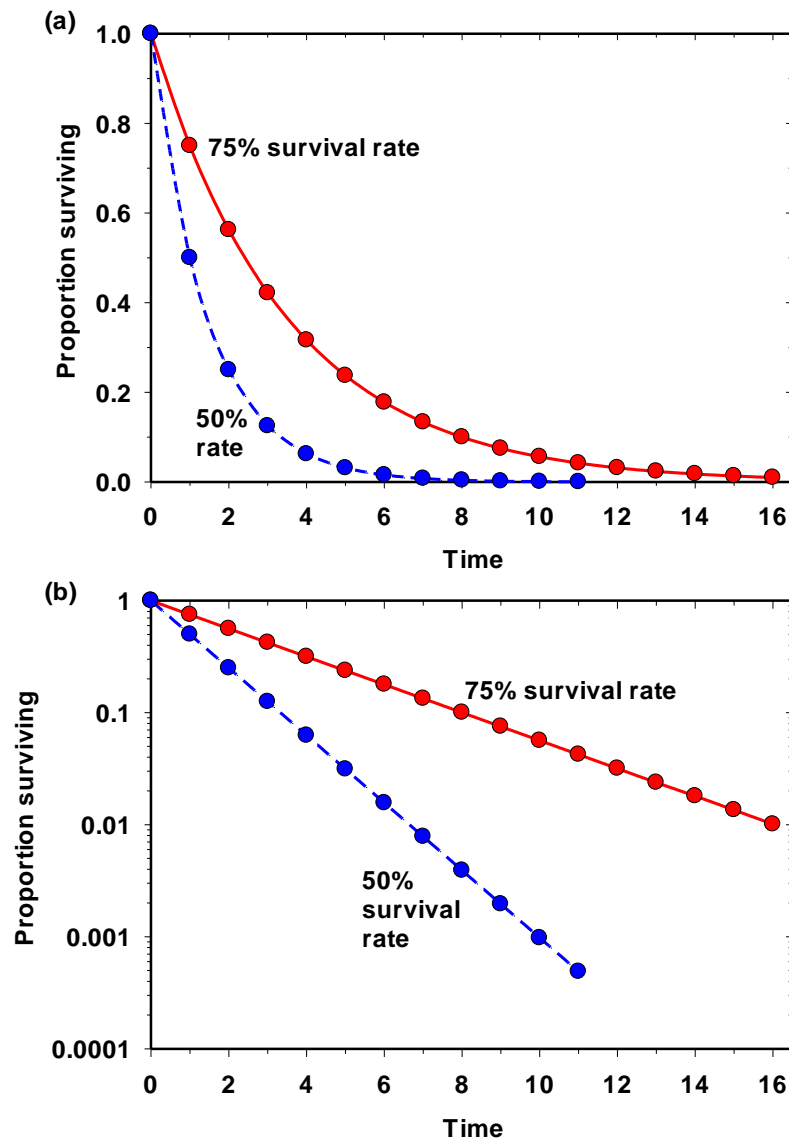 (a)
1.0
0.8
0.6
0.4
0.2
0.0
Proportion surviving
75% survival rate
50%
rate
0 2 4 6 8 10 12 14 16
Time
(b)
1
0.1
0.01
0.001
0.0001
Proportion surviving
75% survival rate
50%
survival
rate
0 2 4 6 8 10 12 14 16
Time